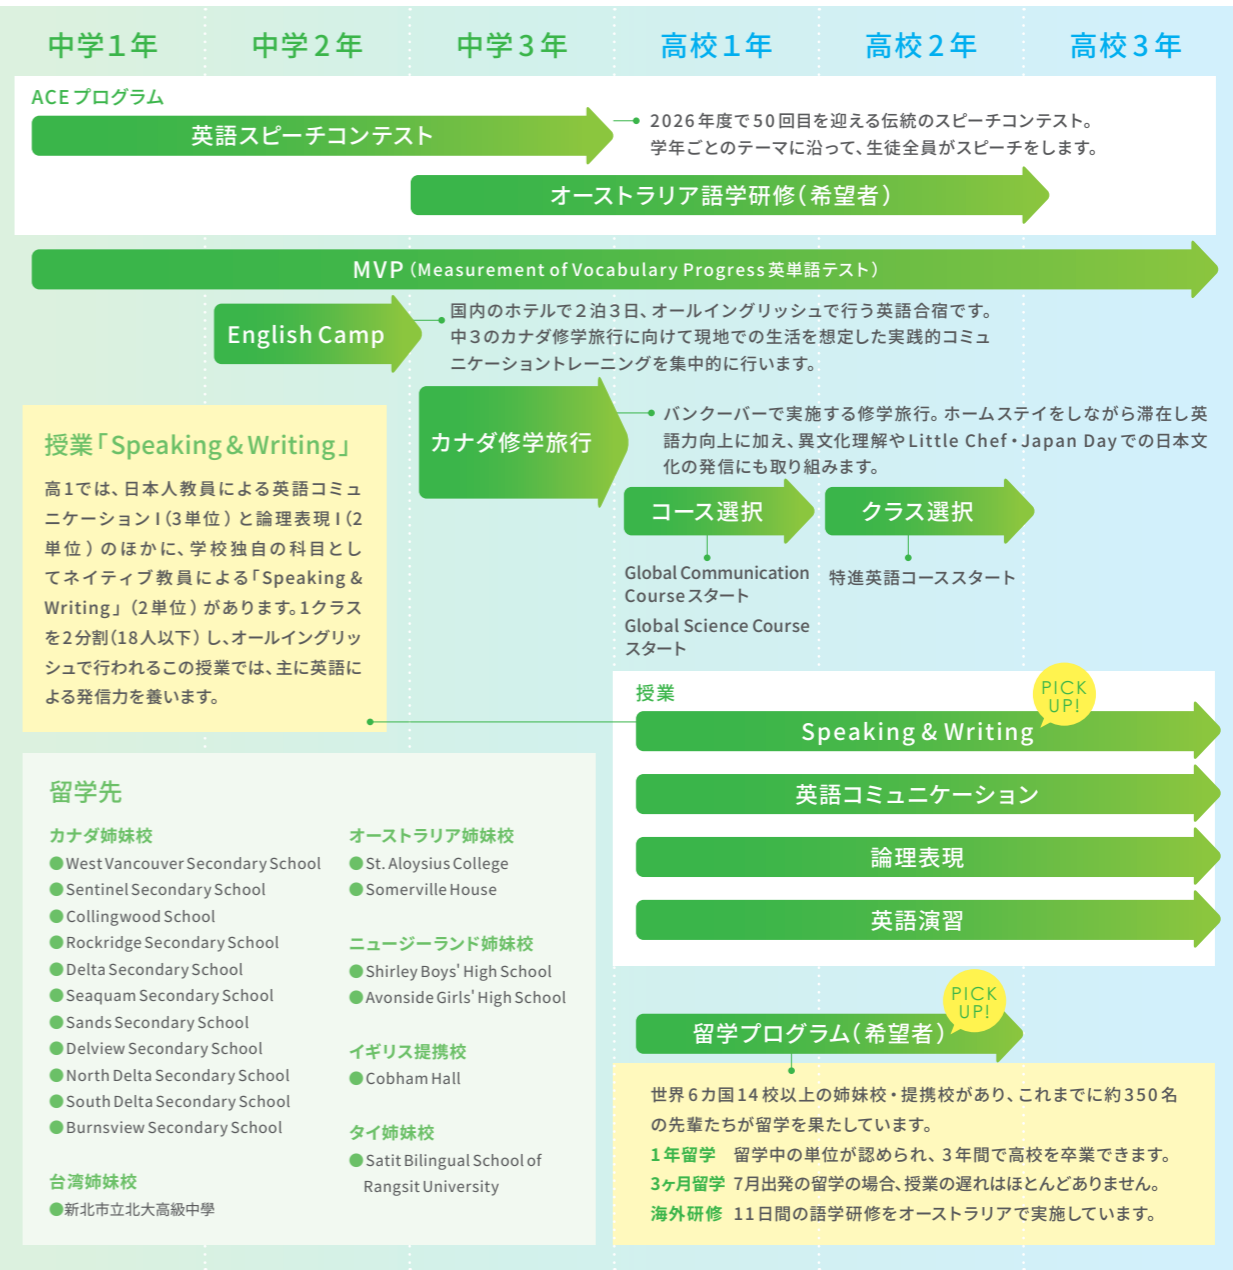 中学1年
中学2年
中学3年
高校1年
高校2年
高校3年
ACEプログラム
英語スピーチコンテスト
2026年度で50回目を迎える伝統のスピーチコンテスト。
学年ごとのテーマに沿って、生徒全員がスピーチをします。
オーストラリア語学研修(希望者)
MVP(Measurement of Vocabulary Progress英単語テスト)
English Camp
国内のホテルで2泊3日、オールイングリッシュで行う英語合宿です。
中3のカナダ修学旅行に向けて現地での生活を想定した実践的コミュ
ニケーショントレーニングを集中的に行います。
カナダ修学旅行
バンクーバーで実施する修学旅行。ホームステイをしながら滞在し英
語力向上に加え、異文化理解やLittle Chef・Japan Dayでの日本文
化の発信にも取り組みます。
コース選択
Global Communication
Courseスタート
Global Science Course
スタート
クラス選択
特進英語コーススタート
授業「Speaking & Writing」
高1では、日本人教員による英語コミュ
ニケーションⅠ(3単位)と論理表現Ⅰ(2
単位)のほかに、学校独自の科目とし
てネイティブ教員による「Speaking &
Writing」(2単位)があります。1クラス
を2分割(18人以下)し、オールイングリッ
シュで行われるこの授業では、主に英語に
よる発信力を養います。
授業
PICK
UP!
Speaking & Writing
英語コミュニケーション
論理表現
英語演習
留学先
カナダ姉妹校
●West Vancouver Secondary School
●Sentinel Secondary School
●Collingwood School
●Rockridge Secondary School
●Delta Secondary School
●Seaquam Secondary School
●Sands Secondary School
●Delview Secondary School
●North Delta Secondary School
●South Delta Secondary School
●Burnsview Secondary School
台湾姉妹校
●新北市立北大高級中學
オーストラリア姉妹校
●St. Aloysius College
●Somerville House
ニュージーランド姉妹校
●Shirley Boys' High School
●Avonside Girls' High School
イギリス提携校
●Cobham Hall
タイ姉妹校
●Satit Bilingual School of
Rangsit University
PICK
UP!
留学プログラム(希望者)
世界6カ国14校以上の姉妹校・提携校があり、これまでに約350名
の先輩たちが留学を果たしています。
1年留学 留学中の単位が認められ、3年間で高校を卒業できます。
3ヶ月留学 7月出発の留学の場合、授業の遅れはほとんどありません。
海外研修 11日間の語学研修をオーストラリアで実施しています。